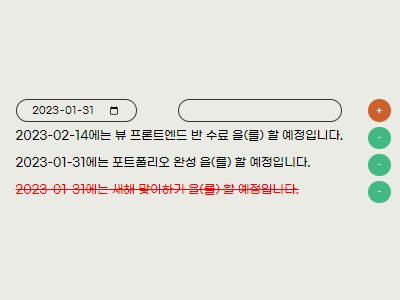 2023-01-31 +
2023-02-14에는 뷰 프론트엔드 반 수료 을(를) 할 예정입니다. -
2023-01-31에는 포트폴리오 완성 을(를) 할 예정입니다. -
2023-01-31에는 새해 맞이하기 을(를) 할 예정입니다. -